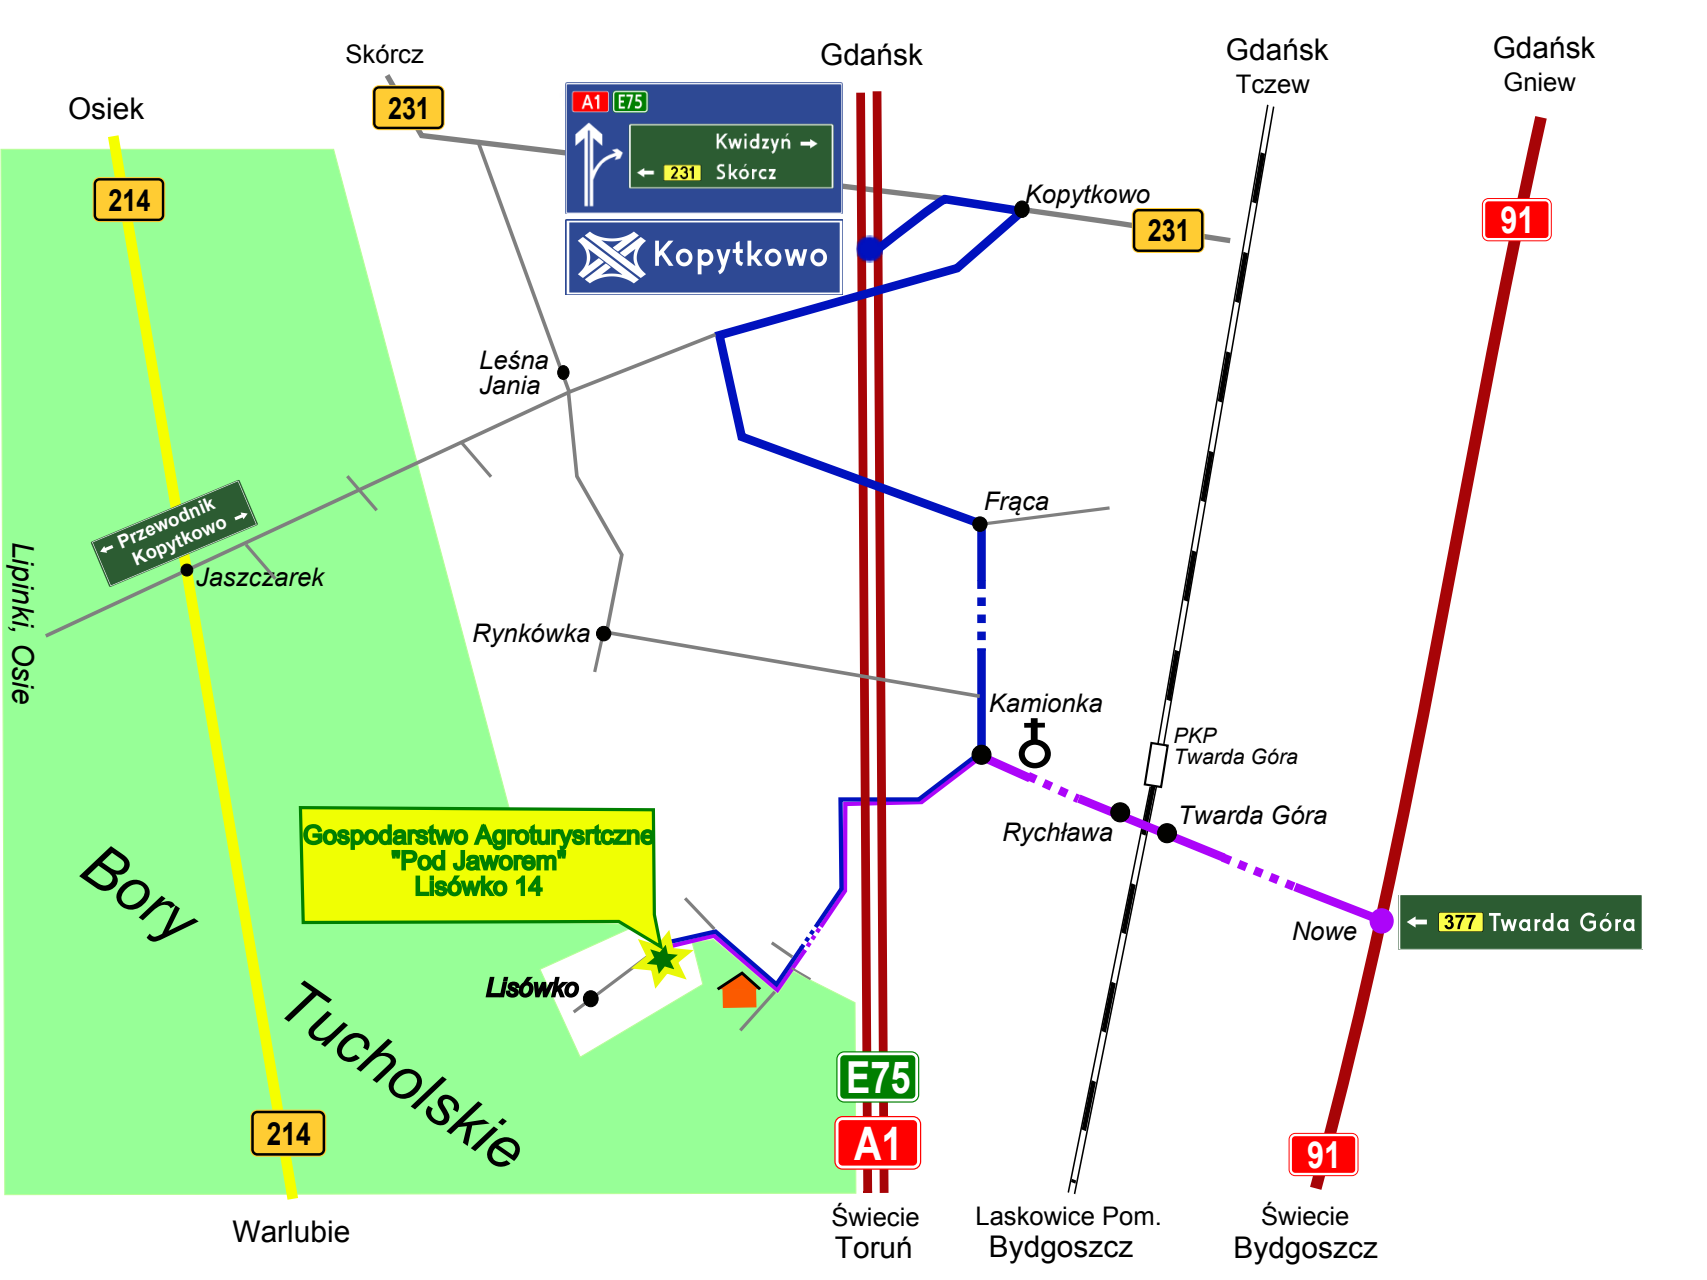 Skórcz
Gdańsk
Gdańsk
Tczew
Gdańsk
Gniew
Osiek
231
A1 E75
Kwidzyń →
← 231 Skórcz
Kopytkowo
214
Kopytkowo
231
91
Leśna
Jania
← Przewodnik
Kopytkowo →
Jaszczarek
Lipinki, Osie
Frąca
Rynkówka
Kamionka
PKP
Twarda Góra
Rychława
Twarda Góra
Gospodarstwo Agroturysrtczne
"Pod Jaworem"
Lisówko 14
Nowe
← 377 Twarda Góra
Lisówko
Bory
Tucholskie
E75
A1
214
91
Warlubie
Świecie
Toruń
Laskowice Pom.
Bydgoszcz
Świecie
Bydgoszcz